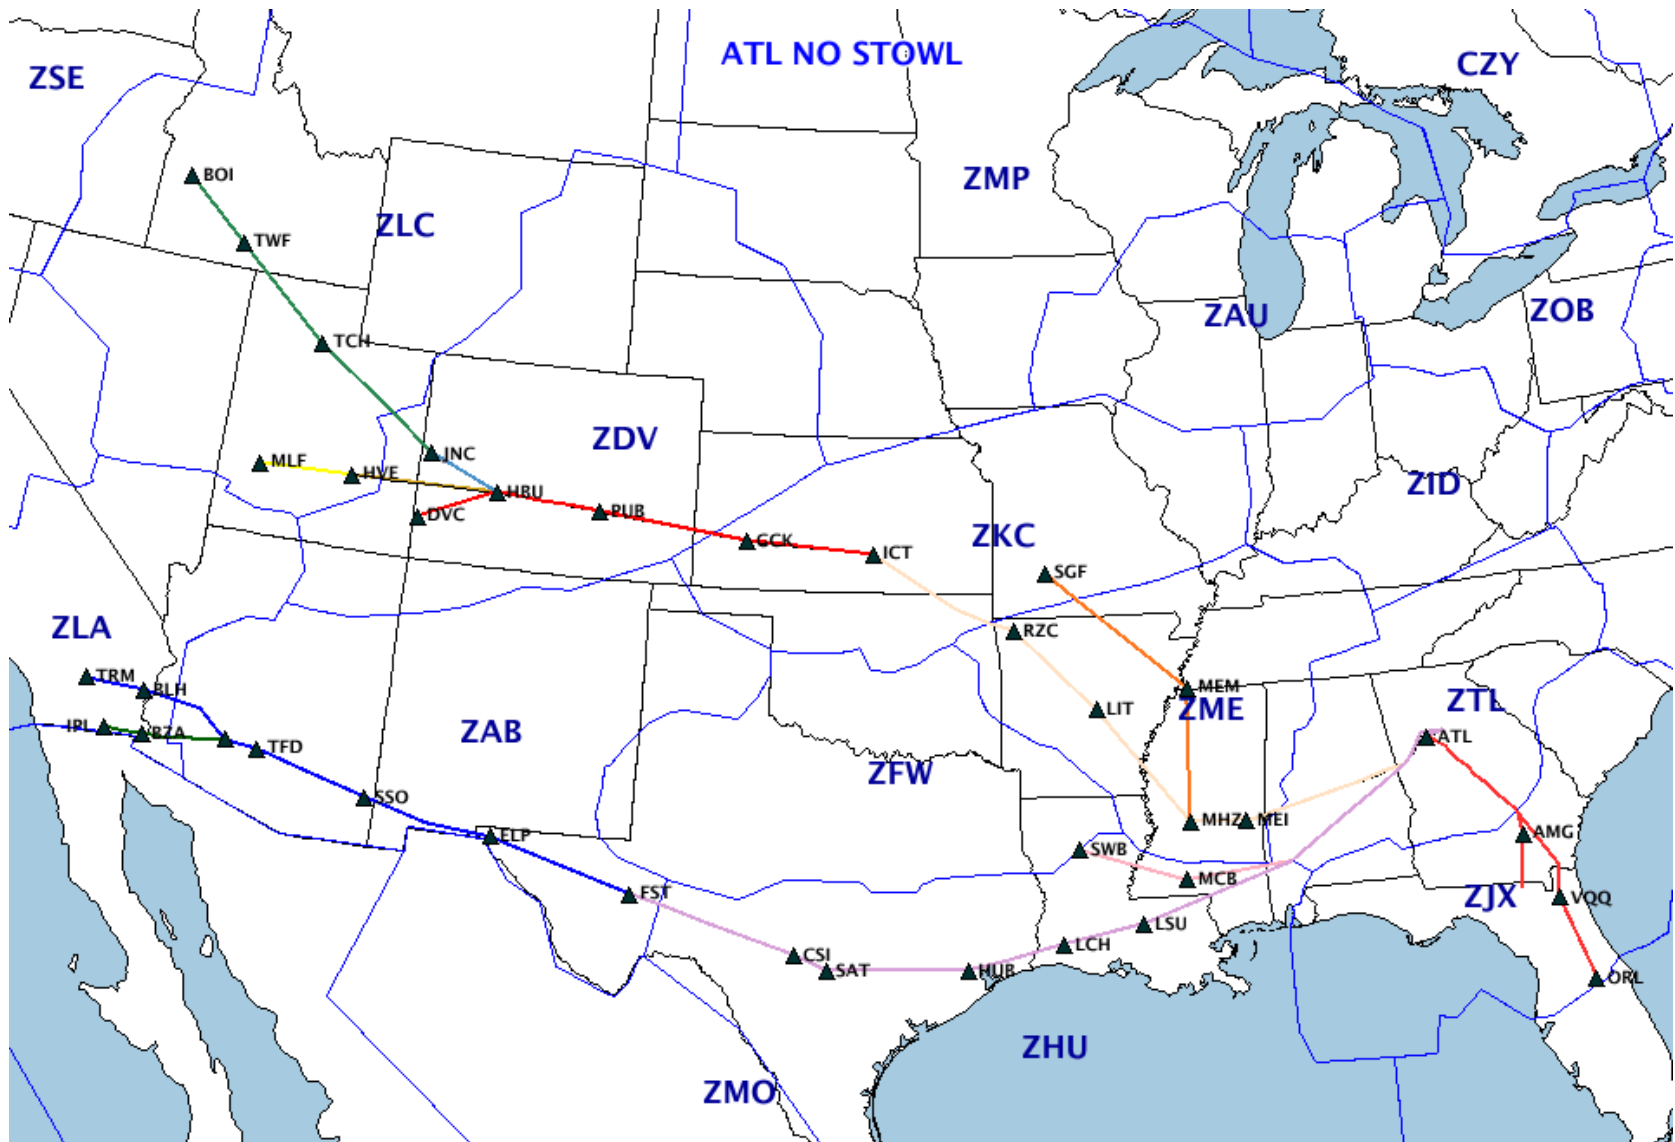 ATL NO STOWL
ZSE
CZY
BOI
ZMP
ZLC
TWF
ZAU
ZOB
TCH
ZDV
INC
MLF
HVE
HBU
ZID
PUB
DVC
GCK
ZKC
ICT
SGF
ZLA
RZC
TRM
BLH
MEM
ZTL
LIT
ZME
IPL
BZA
ZAB
ATL
TFD
ZFW
SSO
MHZ
MEI
AMG
ELP
SWB
MCB
FST
ZJX
VQQ
LSU
LCH
CSI
SAT
HUB
ORL
ZHU
ZMO